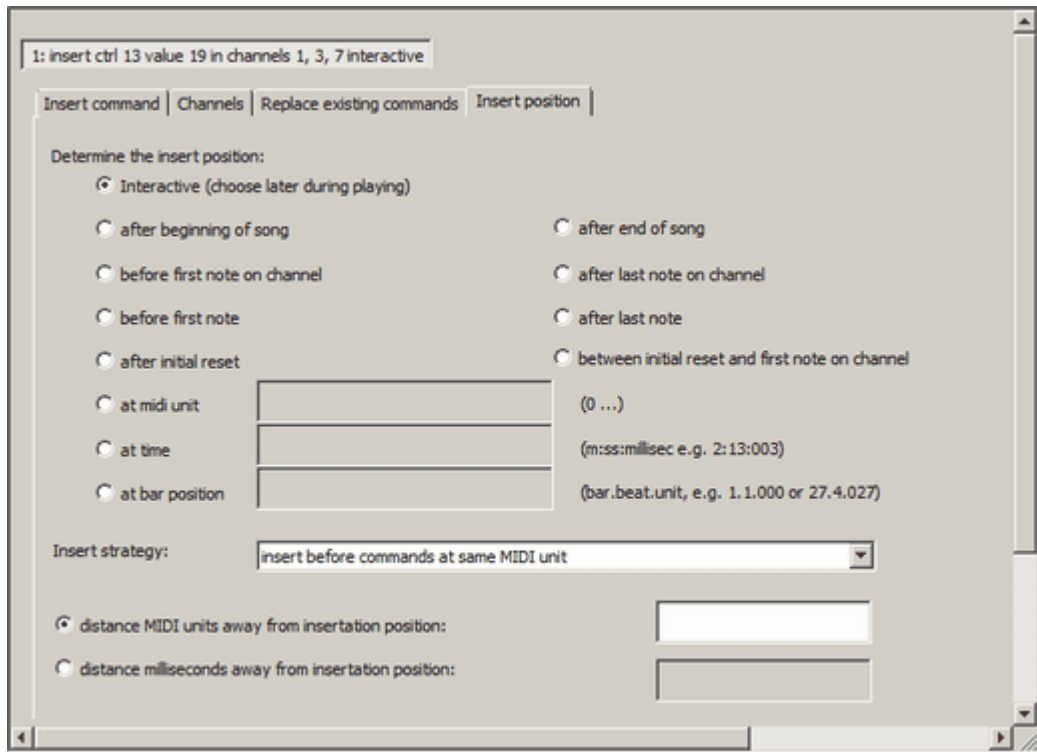 1: insert ctrl 13 value 19 in channels 1, 3, 7 interactive
Insert command Channels Replace existing commands Insert position
Determine the insert position:
Interactive (choose later during playing)
after beginning of song after end of song
before first note on channel after last note on channel
before first note after last note
after initial reset between initial reset and first note on channel
at midi unit (0 ...)
at time (m:ss:millisec e.g. 2:13:003)
at bar position (bar.beat.unit, e.g. 1.1.000 or 27.4.027)
Insert strategy: insert before commands at same MIDI unit
distance MIDI units away from insertation position:
distance milliseconds away from insertation position: